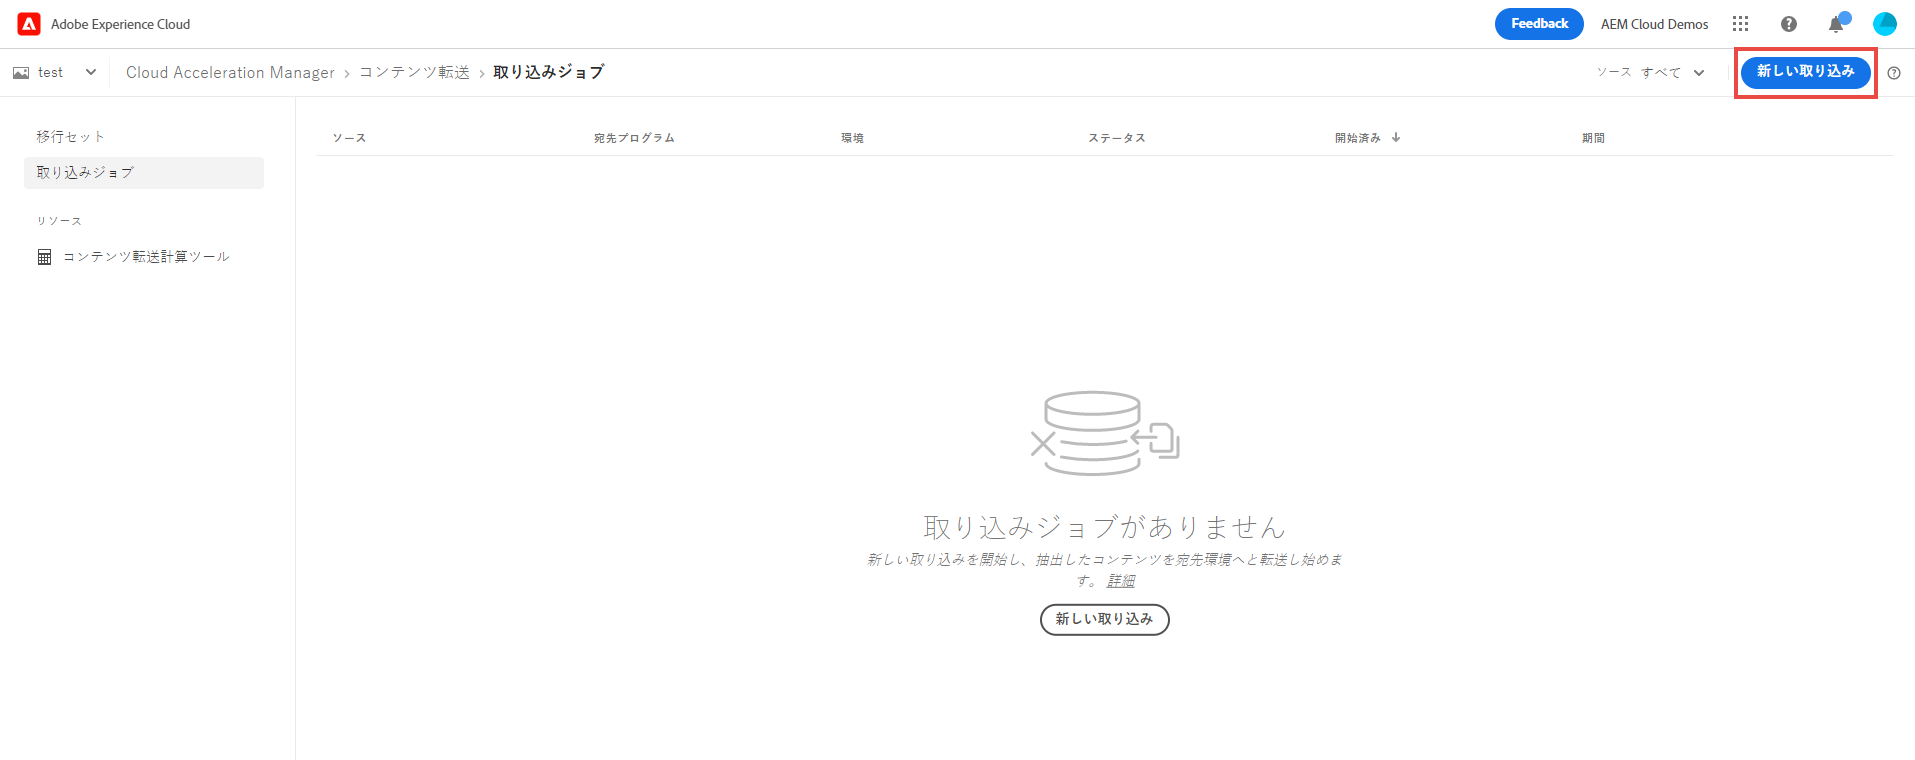 Adobe Experience Cloud
Feedback
AEM Cloud Demos
test
Cloud Acceleration Manager › コンテンツ転送 › 取り込みジョブ
ソース すべて
新しい取り込み
移行セット
取り込みジョブ
リソース
コンテンツ転送計算ツール
ソース 宛先プログラム 環境 ステータス 開始済み ↓ 期間
取り込みジョブがありません
新しい取り込みを開始し、抽出したコンテンツを宛先環境へと転送し始めま
す。 詳細
新しい取り込み